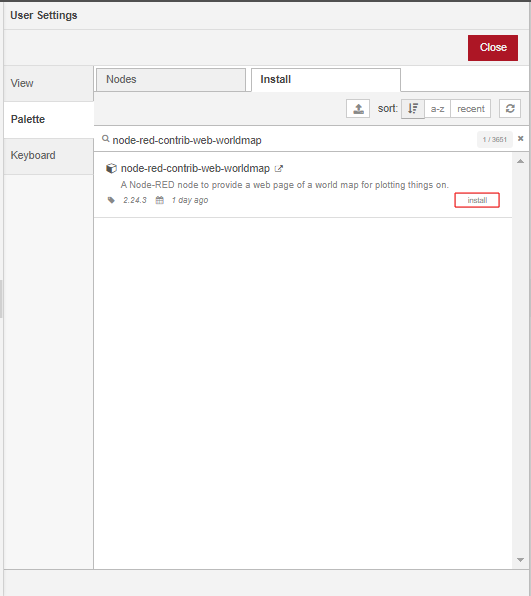 User Settings
Close
View
Palette
Keyboard
Nodes
Install
sort: a-z recent
node-red-contrib-web-worldmap 1 / 3651 ×
node-red-contrib-web-worldmap
A Node-RED node to provide a web page of a world map for plotting things on.
2.24.3 1 day ago install